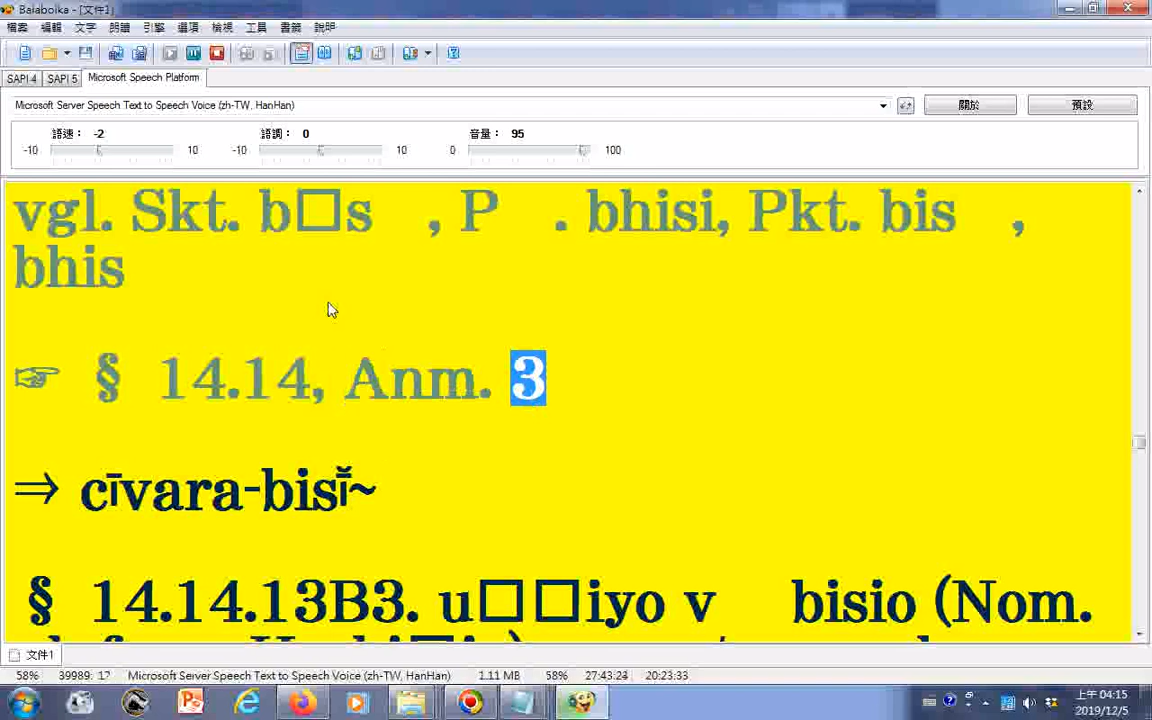 Balabolka - [文件1]
檔案 編輯 文字 朗讀 引擎 選項 檢視 工具 書籤 說明
SAPI 4 SAPI 5 Microsoft Speech Platform
Microsoft Server Speech Text to Speech Voice (zh-TW, HanHan)
關於 預設
語速： -2 語調： 0 音量： 95
-10 10 -10 10 0 100
vgl. Skt. b□s , P . bhisi, Pkt. bis ,
bhis
☞ § 14.14, Anm. 3
⇒ cīvara-bisī̆~
§ 14.14.13B3. u□□iyo v bisio (Nom.
文件1
58% 39989: 17 Microsoft Server Speech Text to Speech Voice (zh-TW, HanHan) 1.11 MB 58% 27:43:24 20:23:33
上午 04:15
2019/12/5